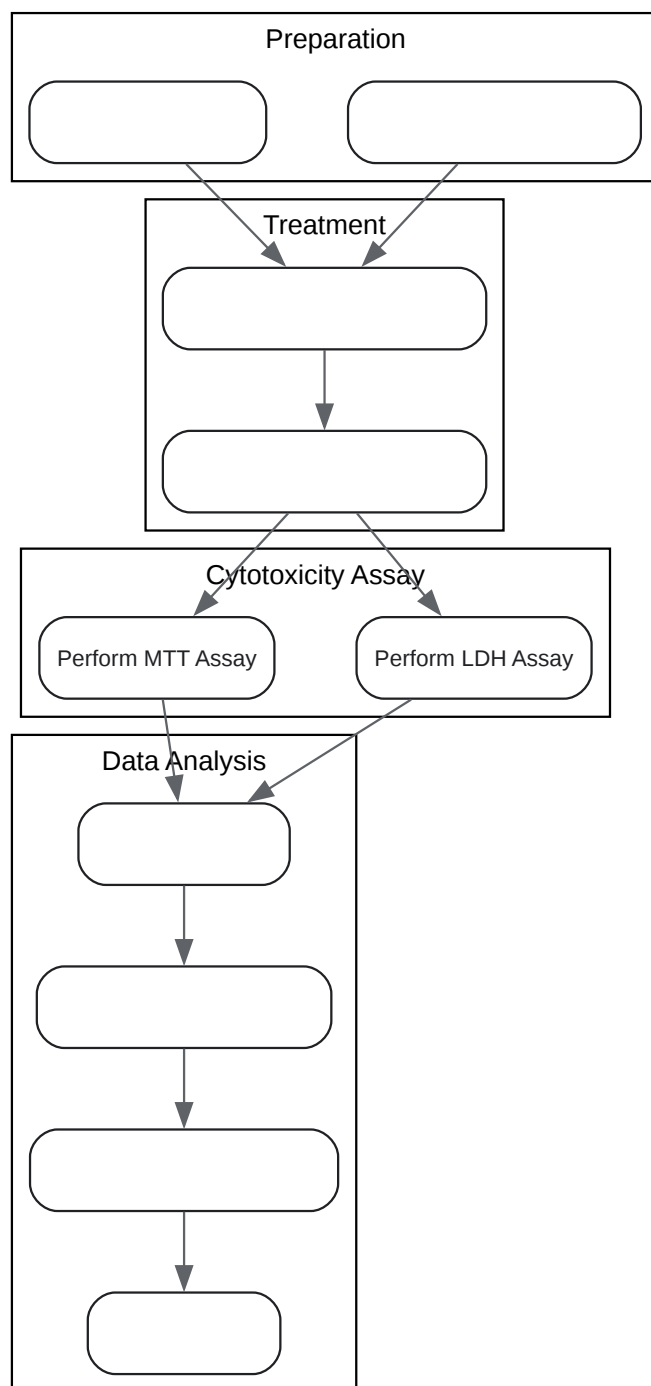 Preparation
Treatment
Cytotoxicity Assay
Perform MTT Assay
Perform LDH Assay
Data Analysis